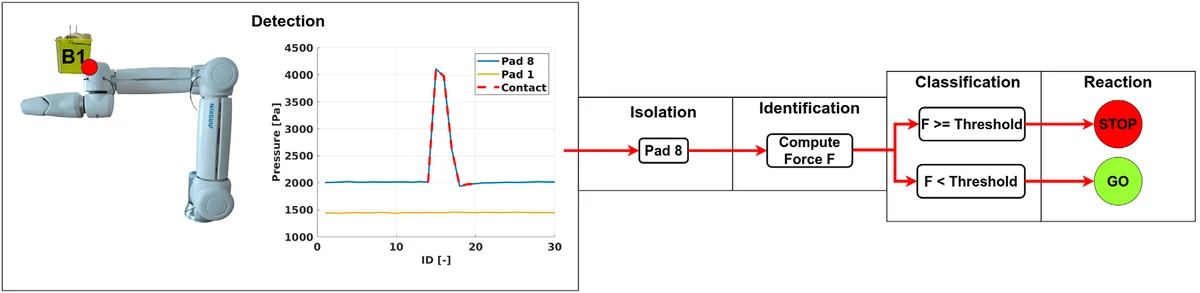 Detection
B1
AIRSKIN
4500
4000
3500
3000
2500
2000
1500
1000
Pressure [Pa]
0 10 20 30
ID [-]
Pad 8
Pad 1
Contact
Isolation
Pad 8
Identification
Compute
Force F
Classification
F >= Threshold
F < Threshold
Reaction
STOP
GO